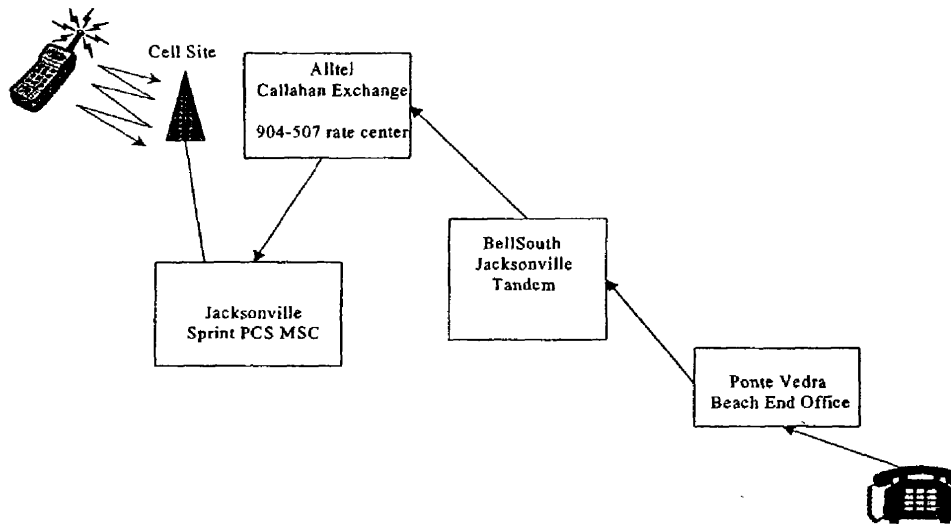 Cell Site
Alltel
Callahan Exchange
904-507 rate center
BellSouth
Jacksonville
Tandem
Jacksonville
Sprint PCS MSC
Ponte Vedra
Beach End Office